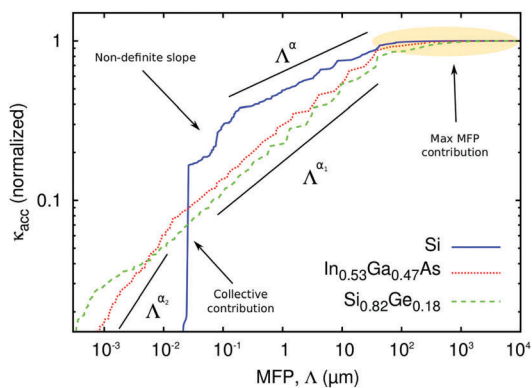 1
0.1
κacc (normalized)
Non-definite slope
Λ^α
Λ^α1
Λ^α2
Max MFP
contribution
Collective
contribution
Si
In0.53Ga0.47As
Si0.82Ge0.18
10^-3 10^-2 10^-1 1 10 10^2 10^3 10^4
MFP, Λ (μm)